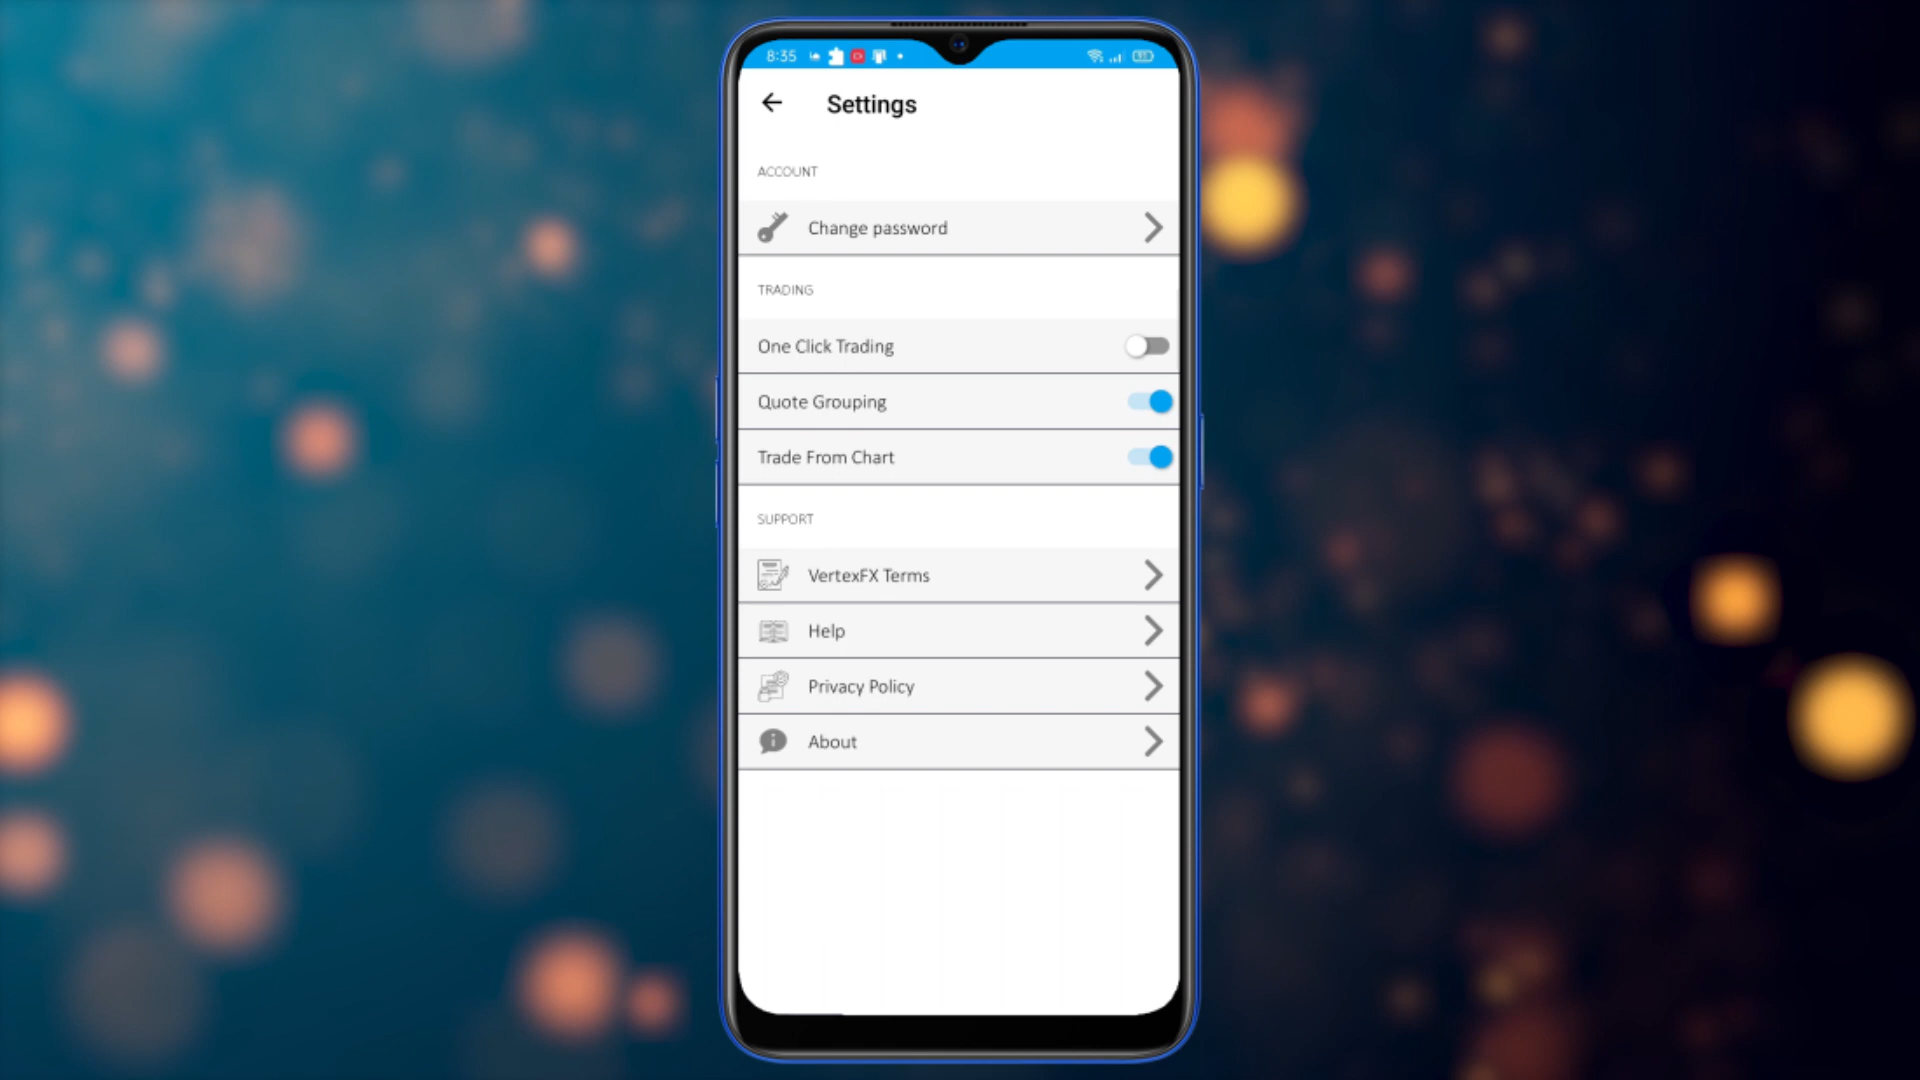 8:35
Settings
ACCOUNT
Change password
TRADING
One Click Trading
Quote Grouping
Trade From Chart
SUPPORT
VertexFX Terms
Help
Privacy Policy
About